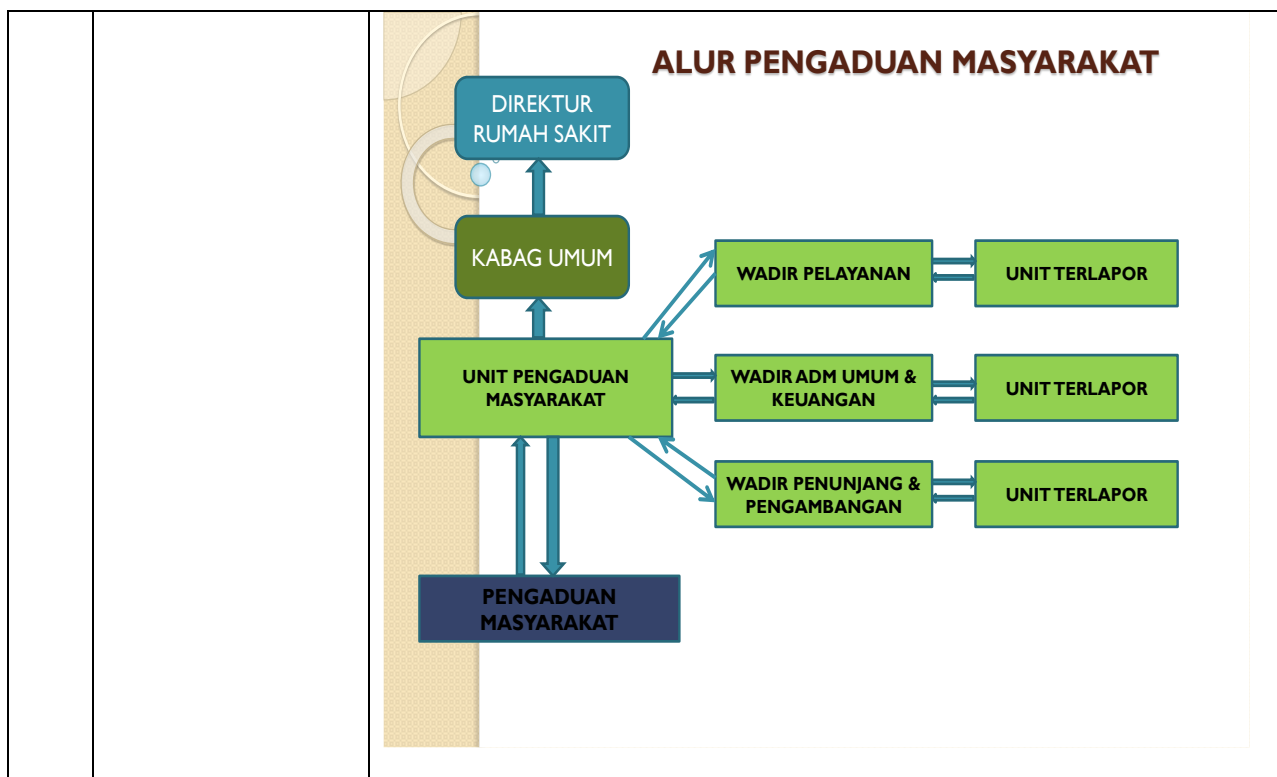 ALUR PENGADUAN MASYARAKAT
DIREKTUR
RUMAH SAKIT
KABAG UMUM
WADIR PELAYANAN
UNIT TERLAPOR
UNIT PENGADUAN
MASYARAKAT
WADIR ADM UMUM &
KEUANGAN
UNIT TERLAPOR
WADIR PENUNJANG &
PENGAMBANGAN
UNIT TERLAPOR
PENGADUAN
MASYARAKAT